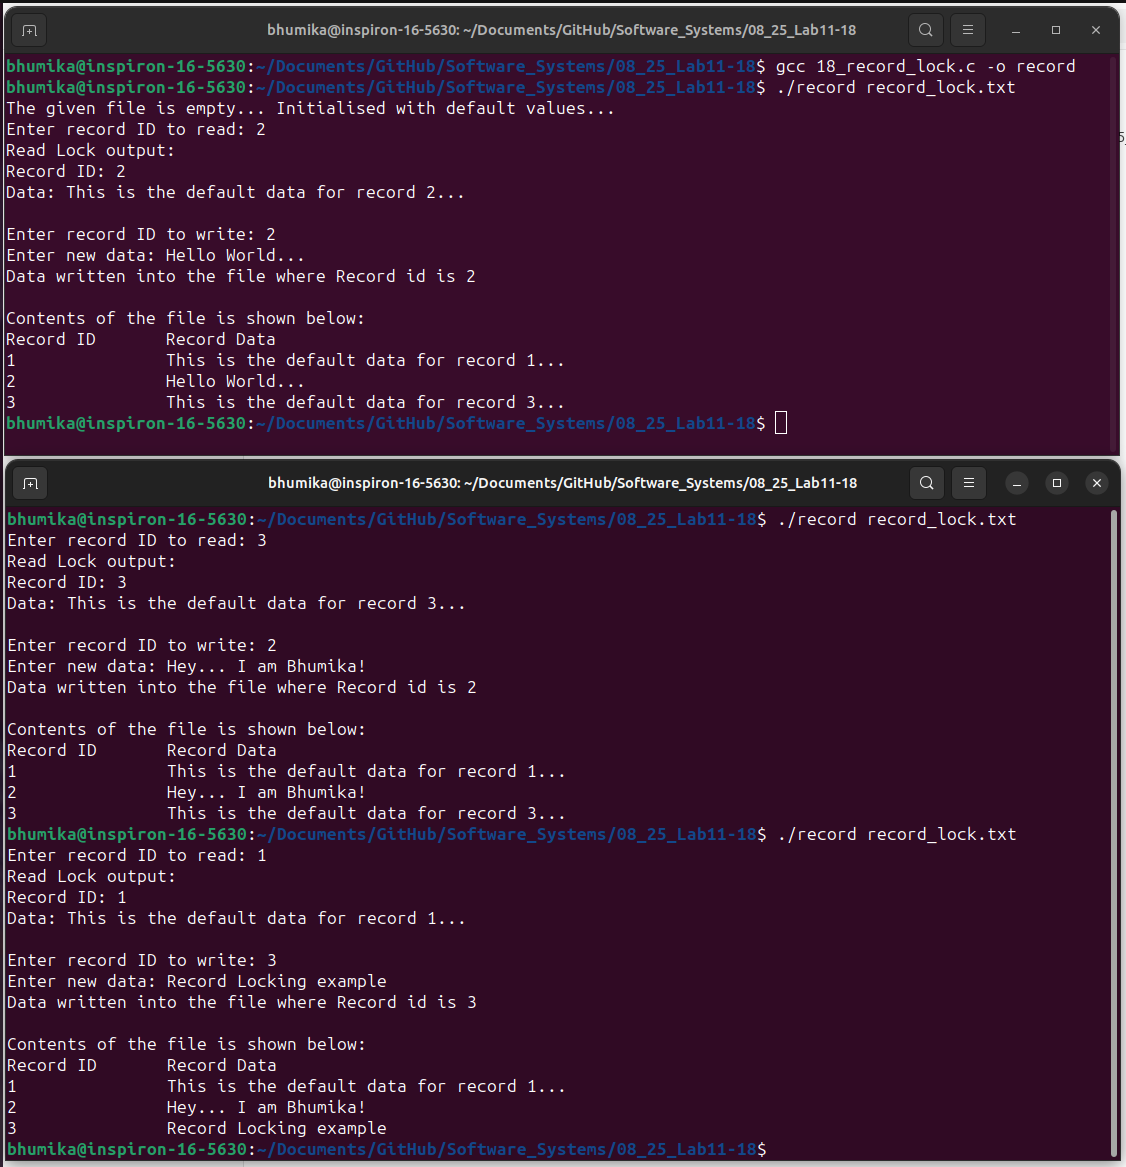 bhumika@inspiron-16-5630: ~/Documents/GitHub/Software_Systems/08_25_Lab11-18
bhumika@inspiron-16-5630:~/Documents/GitHub/Software_Systems/08_25_Lab11-18$ gcc 18_record_lock.c -o record
bhumika@inspiron-16-5630:~/Documents/GitHub/Software_Systems/08_25_Lab11-18$ ./record record_lock.txt
The given file is empty... Initialised with default values...
Enter record ID to read: 2
Read Lock output:
Record ID: 2
Data: This is the default data for record 2...
Enter record ID to write: 2
Enter new data: Hello World...
Data written into the file where Record id is 2
Contents of the file is shown below:
Record ID       Record Data
1               This is the default data for record 1...
2               Hello World...
3               This is the default data for record 3...
bhumika@inspiron-16-5630:~/Documents/GitHub/Software_Systems/08_25_Lab11-18$
bhumika@inspiron-16-5630: ~/Documents/GitHub/Software_Systems/08_25_Lab11-18
bhumika@inspiron-16-5630:~/Documents/GitHub/Software_Systems/08_25_Lab11-18$ ./record record_lock.txt
Enter record ID to read: 3
Read Lock output:
Record ID: 3
Data: This is the default data for record 3...
Enter record ID to write: 2
Enter new data: Hey... I am Bhumika!
Data written into the file where Record id is 2
Contents of the file is shown below:
Record ID       Record Data
1               This is the default data for record 1...
2               Hey... I am Bhumika!
3               This is the default data for record 3...
bhumika@inspiron-16-5630:~/Documents/GitHub/Software_Systems/08_25_Lab11-18$ ./record record_lock.txt
Enter record ID to read: 1
Read Lock output:
Record ID: 1
Data: This is the default data for record 1...
Enter record ID to write: 3
Enter new data: Record Locking example
Data written into the file where Record id is 3
Contents of the file is shown below:
Record ID       Record Data
1               This is the default data for record 1...
2               Hey... I am Bhumika!
3               Record Locking example
bhumika@inspiron-16-5630:~/Documents/GitHub/Software_Systems/08_25_Lab11-18$